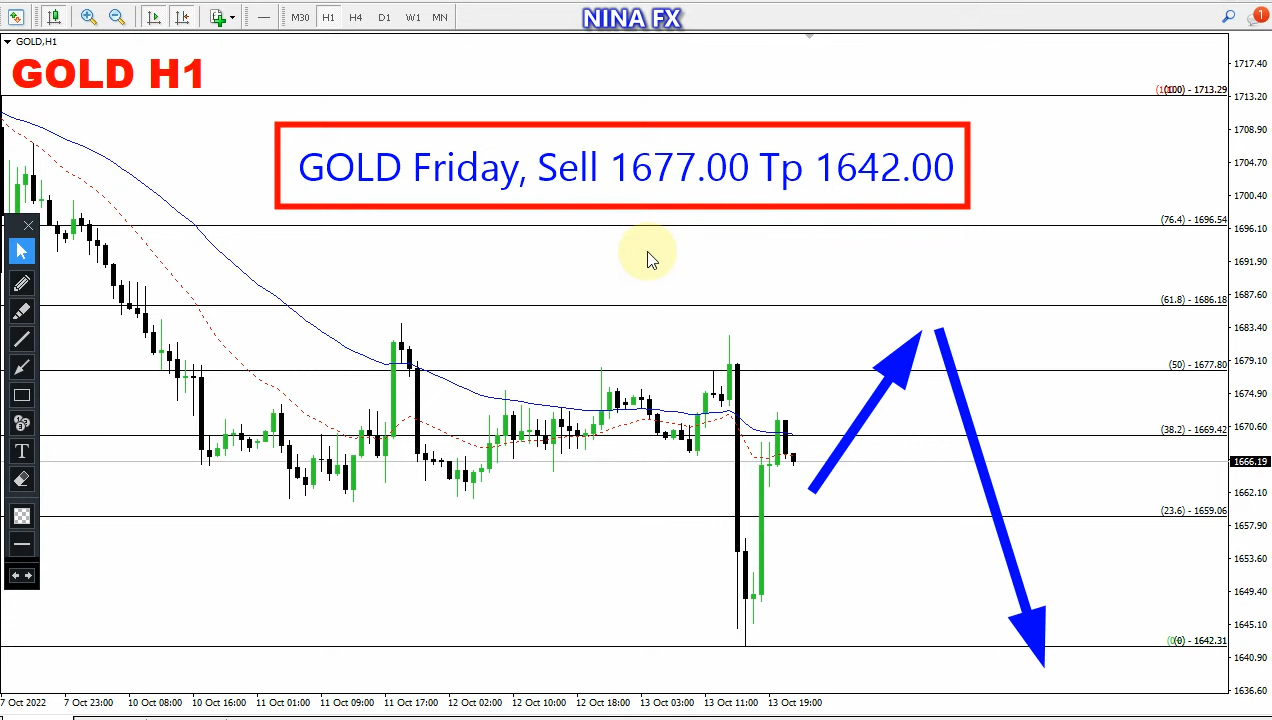 M30 H1 H4 D1 W1 MN
NINA FX
1
GOLD,H1
GOLD H1
GOLD Friday, Sell 1677.00 Tp 1642.00
(100) - 1713.29
(76.4) - 1696.54
(61.8) - 1686.18
(50) - 1677.80
(38.2) - 1669.42
(23.6) - 1659.06
(0) - 1642.31
1717.40
1713.20
1708.90
1704.70
1700.40
1696.10
1691.90
1687.60
1683.40
1679.10
1674.90
1670.60
1666.19
1662.10
1657.90
1653.60
1649.40
1645.10
1640.90
1636.60
T
7 Oct 2022
7 Oct 23:00
10 Oct 08:00
10 Oct 16:00
11 Oct 01:00
11 Oct 09:00
11 Oct 17:00
12 Oct 02:00
12 Oct 10:00
12 Oct 18:00
13 Oct 03:00
13 Oct 11:00
13 Oct 19:00